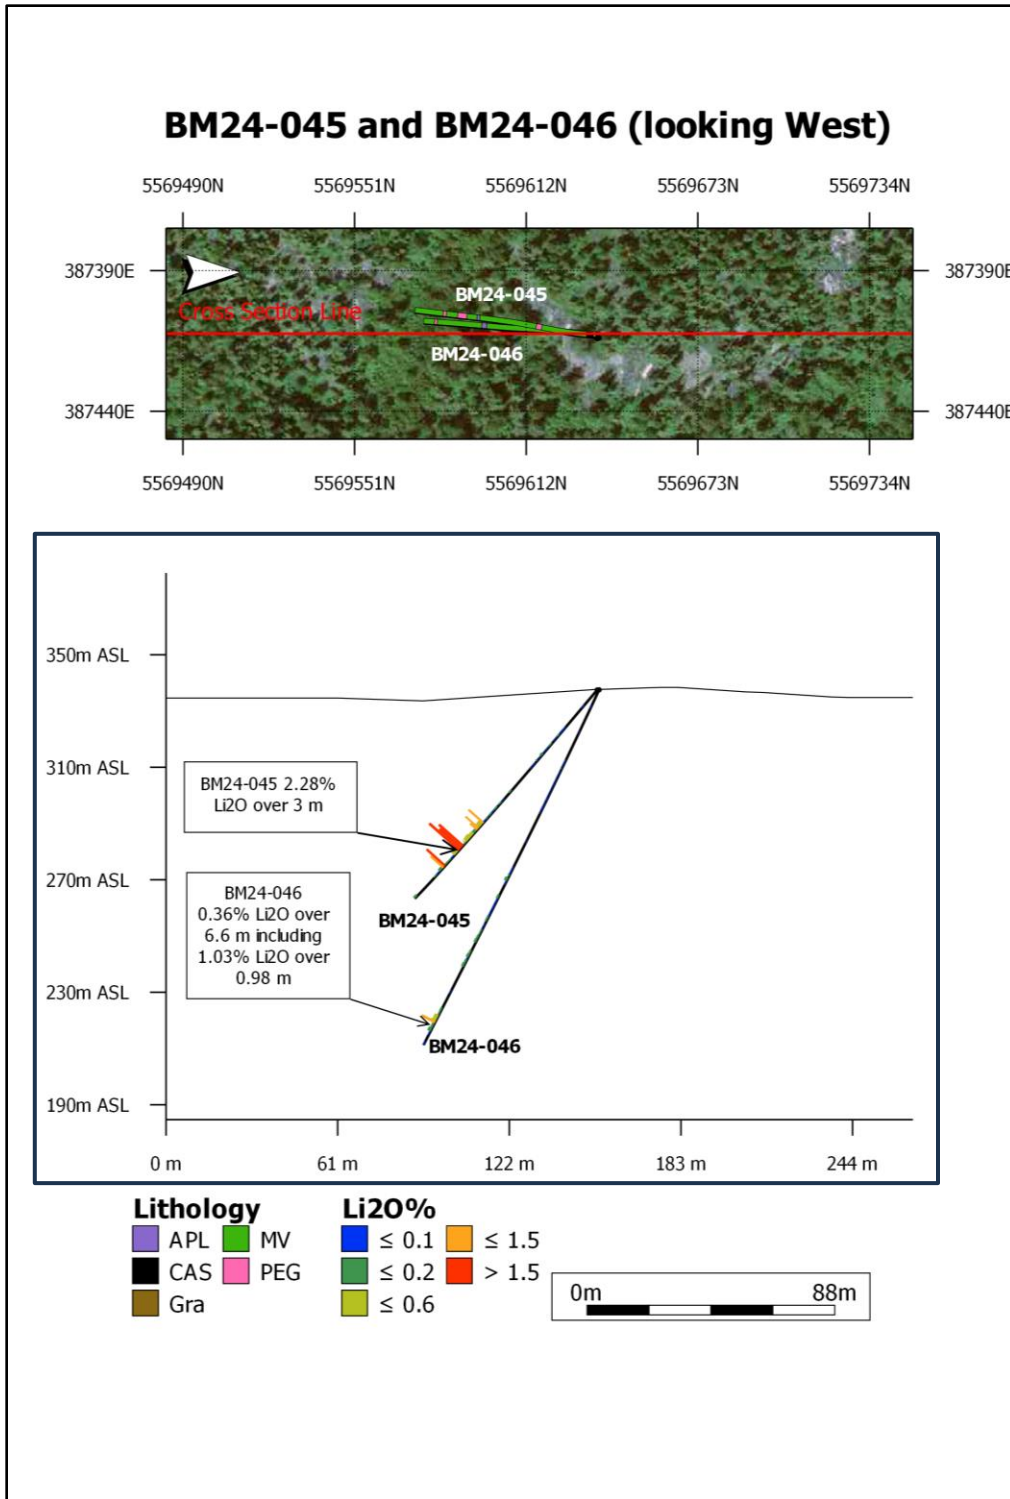 BM24-045 and BM24-046 (looking West)
5569490N 5569551N 5569612N 5569673N 5569734N
387390E 387390E
Cross Section Line
BM24-045
BM24-046
387440E 387440E
5569490N 5569551N 5569612N 5569673N 5569734N
350m ASL
310m ASL
BM24-045 2.28%
Li2O over 3 m
270m ASL
BM24-046
0.36% Li2O over
6.6 m including
1.03% Li2O over
0.98 m
BM24-045
230m ASL
BM24-046
190m ASL
0 m 61 m 122 m 183 m 244 m
Lithology
APL MV
CAS PEG
Gra
Li2O%
≤ 0.1 ≤ 1.5
≤ 0.2 > 1.5
≤ 0.6
0m 88m